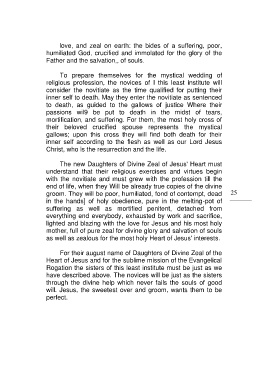 love, and zeal on earth: the bides of a suffering, poor,
humiliated God, crucified and immolated for the glory of the
Father and the salvation,, of souls.
To prepare themselves for the mystical wedding of
religious profession, the novices of I this least institute will
consider the novitiate as the time qualified for putting their
inner self to death. May they enter the novitiate as sentenced
to death, as guided to the gallows of justice Where their
passions will9 be put to death in the midst of tears,
mortification, and suffering. For them, the most holy cross of
their beloved crucified spouse represents the mystical
gallows; upon this cross they will find both death for their
inner self according to the flesh as well as our Lord Jesus
Christ, who is the resurrection and the life.
The new Daughters of Divine Zeal of Jesus' Heart must
understand that their religious exercises and virtues begin
with the novitiate and must grew with the profession till the
end of life, when they Will be already true copies of the divine
groom. They will be poor, humiliated, fond of contempt, dead
in the hands] of holy obedience, pure in the melting-pot of
suffering as well as mortified penitent, detached from
everything end everybody, exhausted by work and sacrifice,
lighted and blazing with the love for Jesus and his most holy
mother, full of pure zeal for divine glory and salvation of souls
as well as zealous for the most holy Heart of Jesus' interests.
25
For their august name of Daughters of Divine Zeal of the
Heart of Jesus and for the sublime mission of the Evangelical
Rogation the sisters of this least institute must be just as we
have described above. The novices will be just as the sisters
through the divine help which never fails the souls of good
will. Jesus, the sweetest over and groom, wants them to be
perfect.